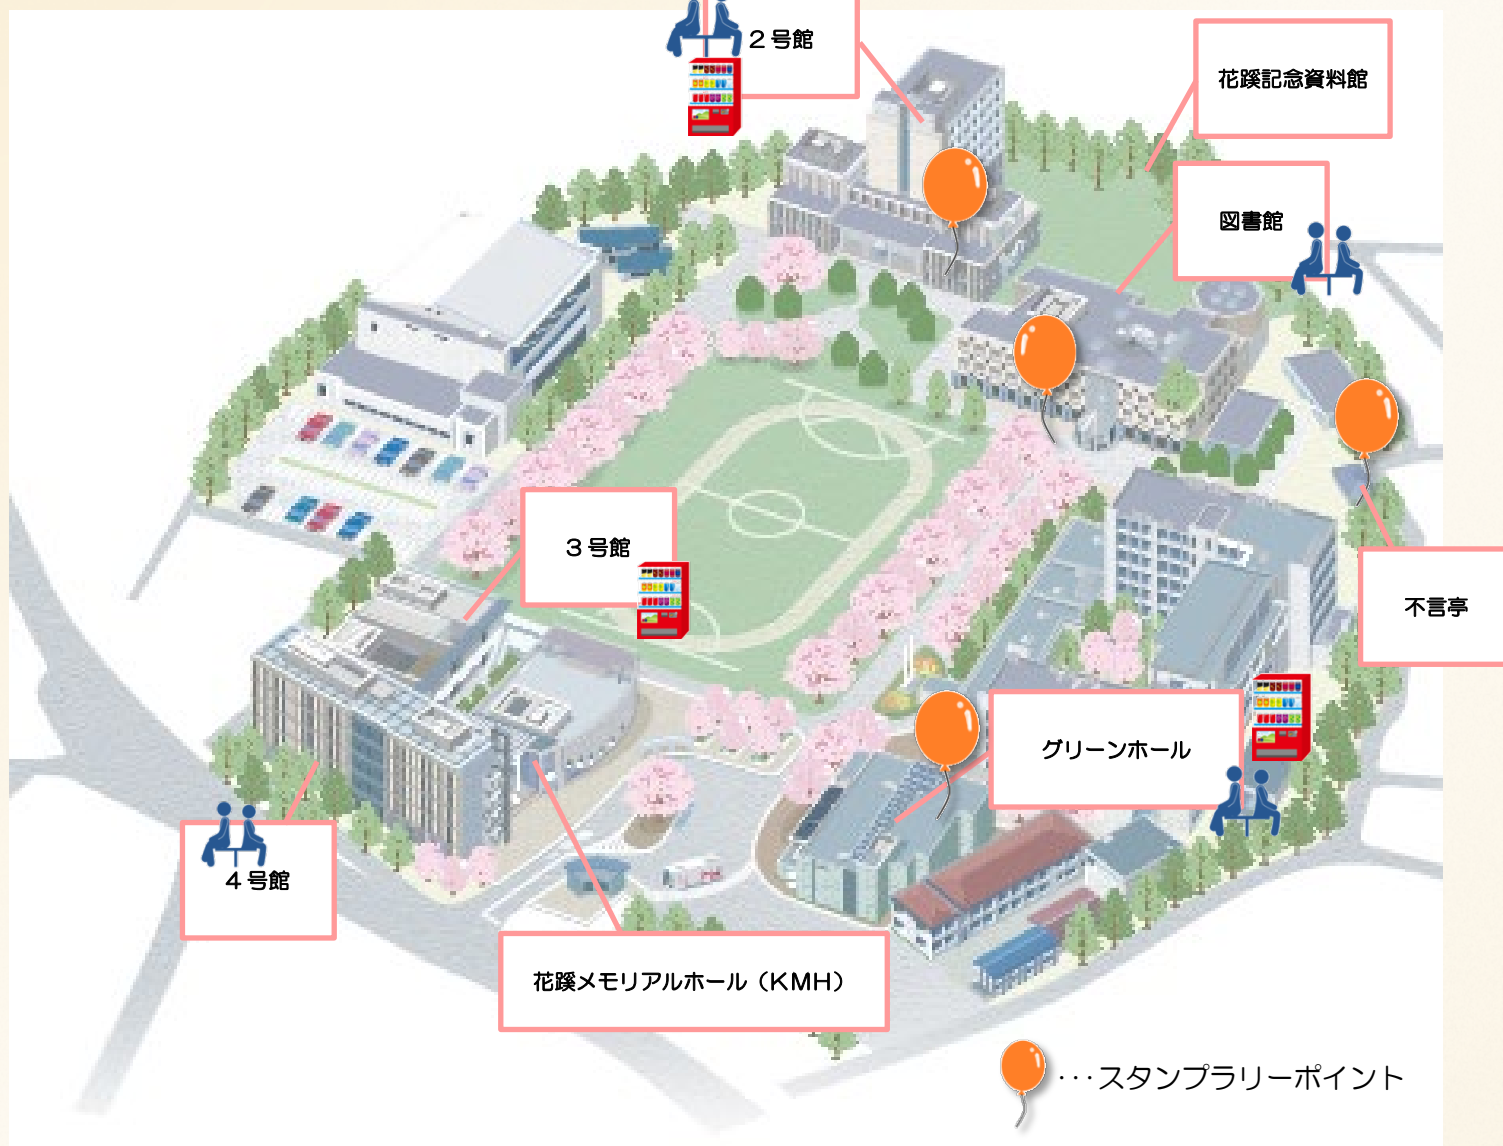 ２号館
花蹊記念資料館
図書館
３号館
不言亭
グリーンホール
４号館
花蹊メモリアルホール（KMH）
･･･スタンプラリーポイント